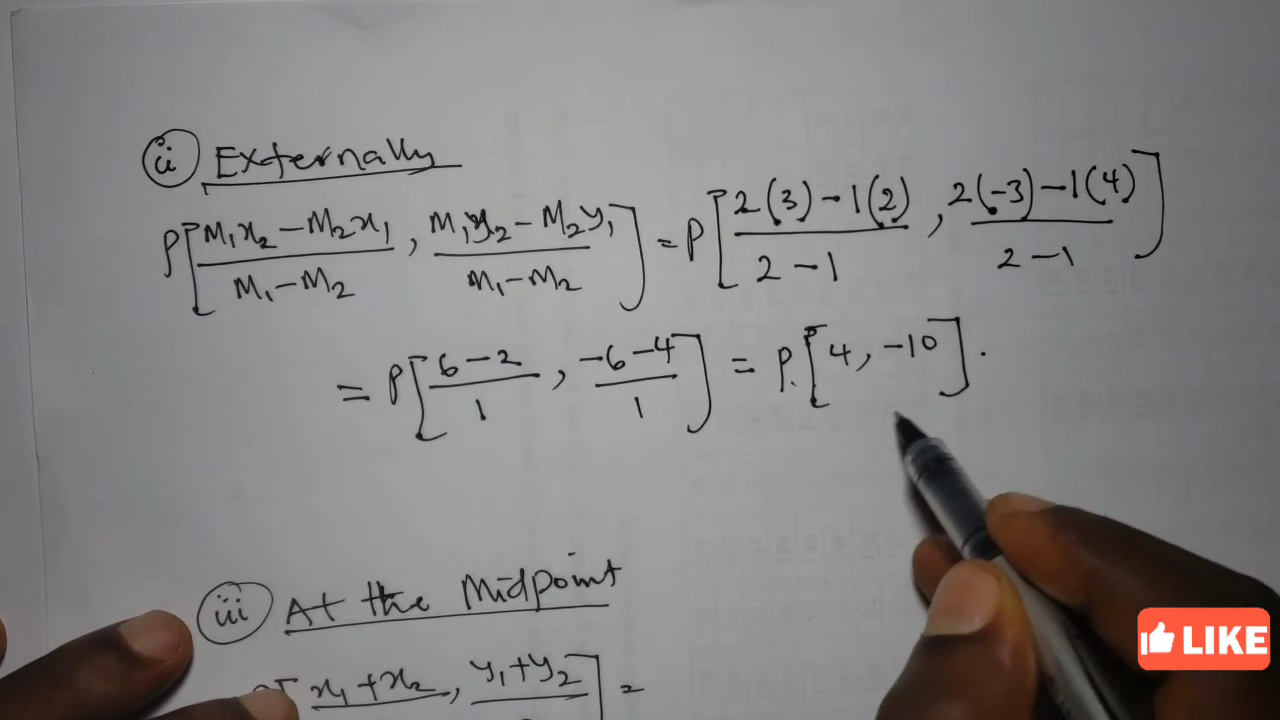 (ii) Externally
P[(M₁x₂ - M₂x₁)/(M₁ - M₂), (M₁y₂ - M₂y₁)/(M₁ - M₂)] = P[(2(3) - 1(2))/(2 - 1), (2(-3) - 1(4))/(2 - 1)]
= P[(6 - 2)/1, (-6 - 4)/1] = P.[4, -10].
(iii) At the Midpoint
[x₁ + x₂, y₁ + y₂] =
LIKE